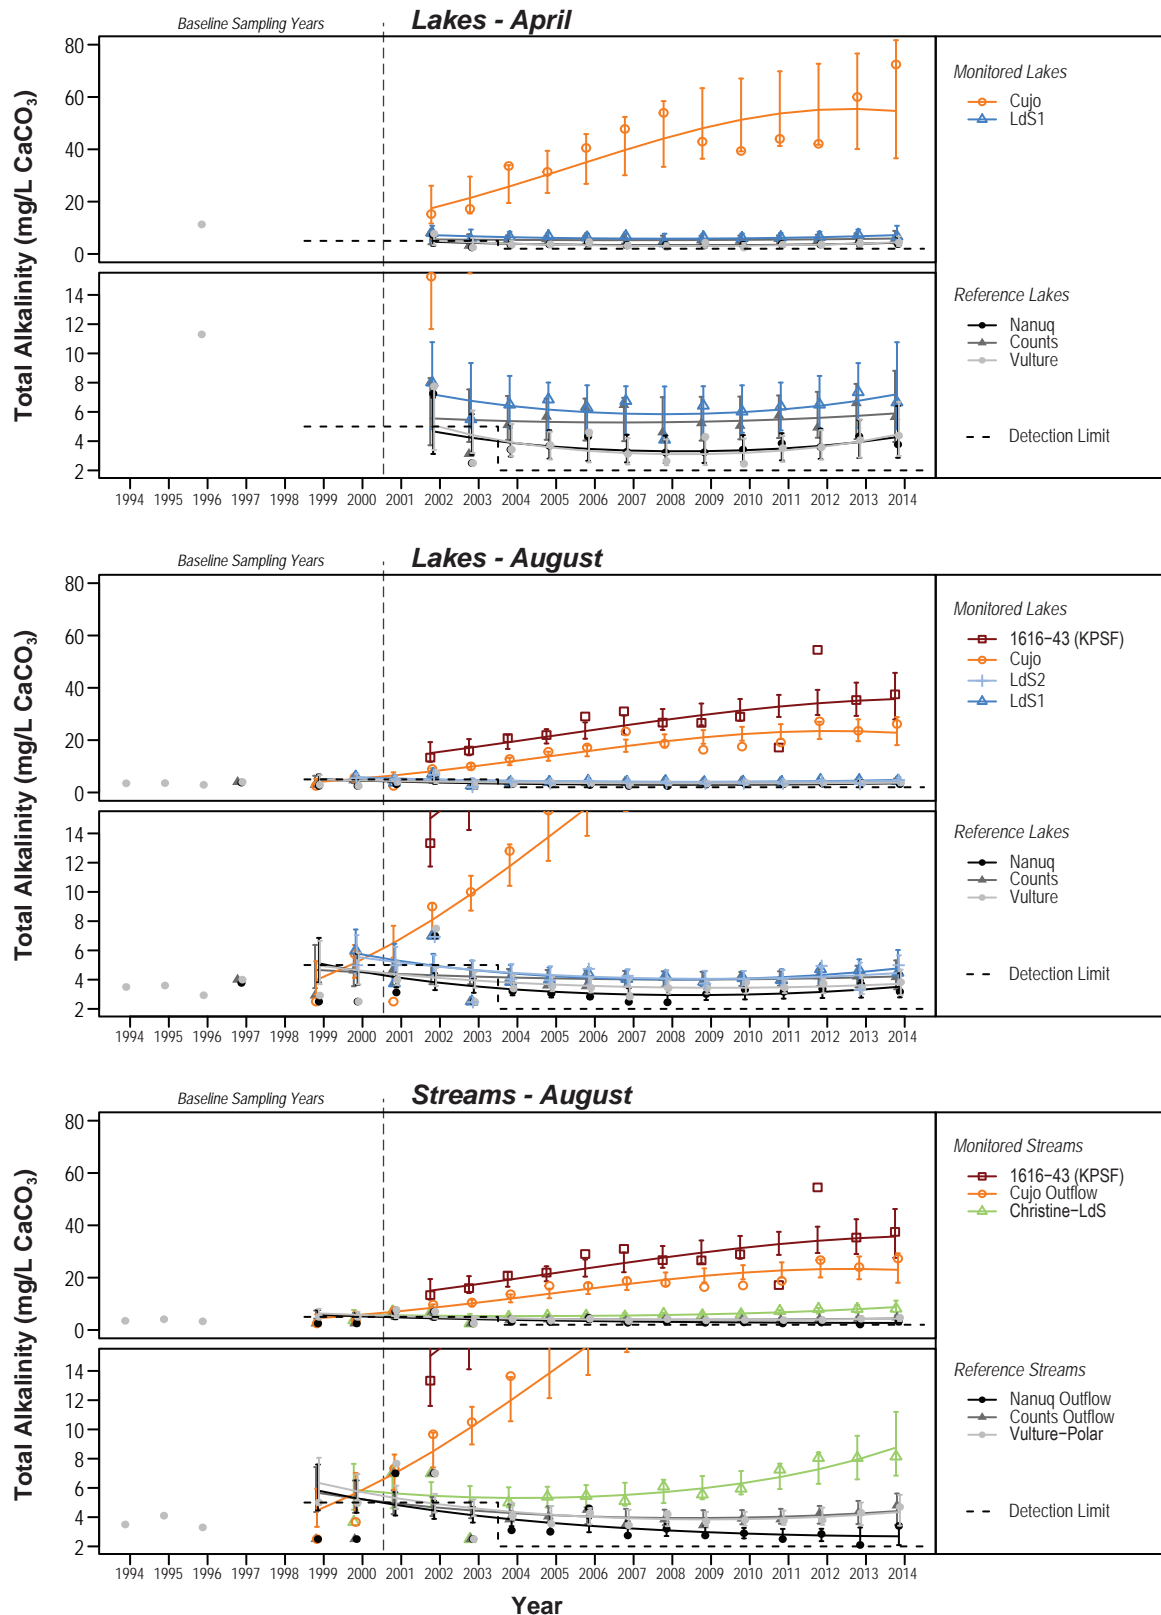 Baseline Sampling Years
Lakes - April
Total Alkalinity (mg/L CaCO₃)
80
60
40
20
0
Monitored Lakes
Cujo
LdS1
Total Alkalinity (mg/L CaCO₃)
14
12
10
8
6
4
2
Reference Lakes
Nanuq
Counts
Vulture
Detection Limit
1994 1995 1996 1997 1998 1999 2000 2001 2002 2003 2004 2005 2006 2007 2008 2009 2010 2011 2012 2013 2014
Baseline Sampling Years
Lakes - August
Total Alkalinity (mg/L CaCO₃)
80
60
40
20
0
Monitored Lakes
1616−43 (KPSF)
Cujo
LdS2
LdS1
14
12
10
8
6
4
2
Reference Lakes
Nanuq
Counts
Vulture
Detection Limit
1994 1995 1996 1997 1998 1999 2000 2001 2002 2003 2004 2005 2006 2007 2008 2009 2010 2011 2012 2013 2014
Baseline Sampling Years
Streams - August
Total Alkalinity (mg/L CaCO₃)
80
60
40
20
0
Monitored Streams
1616−43 (KPSF)
Cujo Outflow
Christine−LdS
14
12
10
8
6
4
2
Reference Streams
Nanuq Outflow
Counts Outflow
Vulture−Polar
Detection Limit
1994 1995 1996 1997 1998 1999 2000 2001 2002 2003 2004 2005 2006 2007 2008 2009 2010 2011 2012 2013 2014
Year